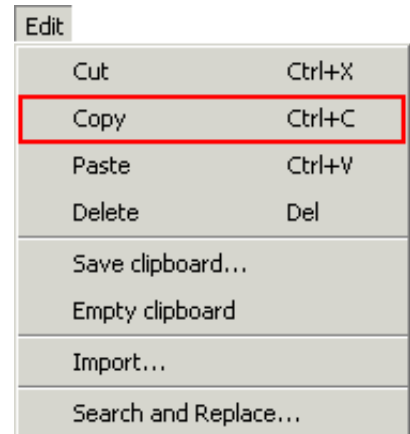 Edit
Cut Ctrl+X
Copy Ctrl+C
Paste Ctrl+V
Delete Del
Save clipboard...
Empty clipboard
Import...
Search and Replace...